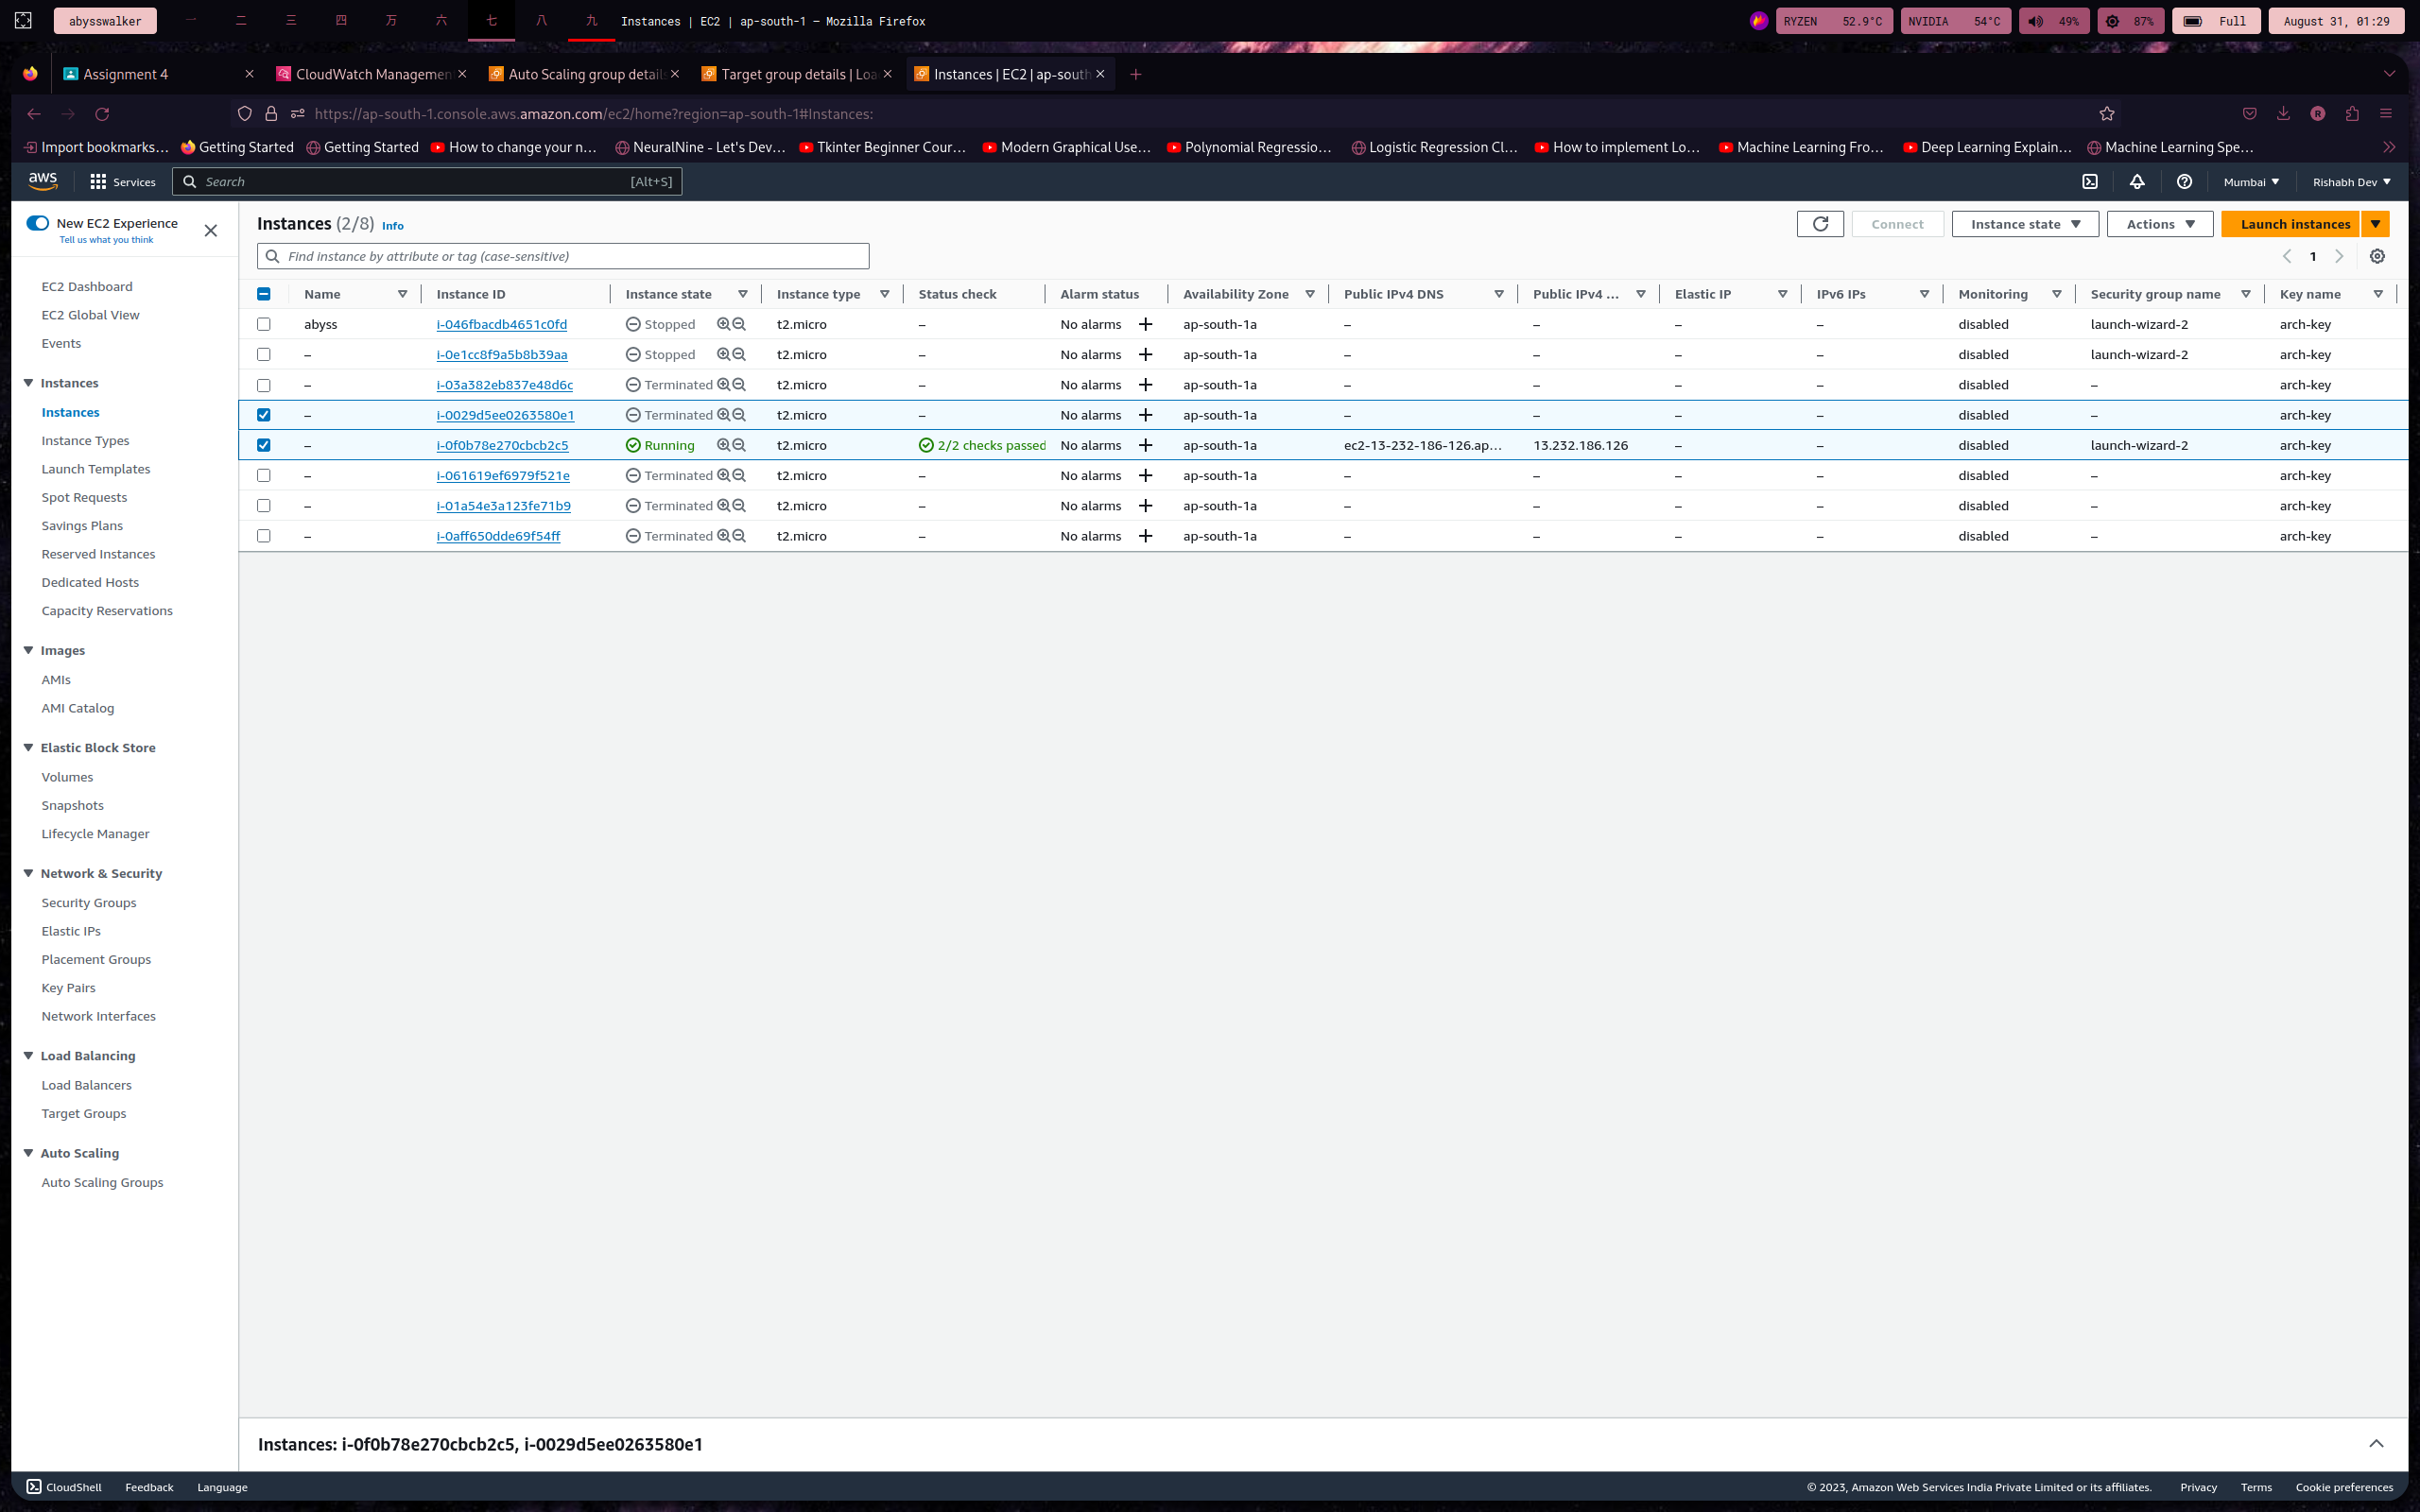 abysswalker 一 二 三 四 万 六 七 八 九 Instances | EC2 | ap-south-1 — Mozilla Firefox RYZEN 52.9°C NVIDIA 54°C 49% 87% Full August 31, 01:29
Assignment 4 CloudWatch Managemen Auto Scaling group detail Target group details | Loa Instances | EC2 | ap-south
https://ap-south-1.console.aws.amazon.com/ec2/home?region=ap-south-1#Instances:
Import bookmarks... Getting Started Getting Started How to change your n... NeuralNine - Let's Dev... Tkinter Beginner Cour... Modern Graphical Use... Polynomial Regressio... Logistic Regression Cl... How to implement Lo... Machine Learning Fro... Deep Learning Explain... Machine Learning Spe...
aws Services Search [Alt+S] Mumbai Rishabh Dev
New EC2 Experience
Tell us what you think
EC2 Dashboard
EC2 Global View
Events
Instances
Instances
Instance Types
Launch Templates
Spot Requests
Savings Plans
Reserved Instances
Dedicated Hosts
Capacity Reservations
Images
AMIs
AMI Catalog
Elastic Block Store
Volumes
Snapshots
Lifecycle Manager
Network & Security
Security Groups
Elastic IPs
Placement Groups
Key Pairs
Network Interfaces
Load Balancing
Load Balancers
Target Groups
Auto Scaling
Auto Scaling Groups
Instances (2/8) Info Connect Instance state Actions Launch instances
Find instance by attribute or tag (case-sensitive) 1
Name Instance ID Instance state Instance type Status check Alarm status Availability Zone Public IPv4 DNS Public IPv4 ... Elastic IP IPv6 IPs Monitoring Security group name Key name
abyss i-046fbacdb4651c0fd Stopped t2.micro – No alarms + ap-south-1a – – – – disabled launch-wizard-2 arch-key
– i-0e1cc8f9a5b8b39aa Stopped t2.micro – No alarms + ap-south-1a – – – – disabled launch-wizard-2 arch-key
– i-03a382eb837e48d6c Terminated t2.micro – No alarms + ap-south-1a – – – – disabled – arch-key
– i-0029d5ee0263580e1 Terminated t2.micro – No alarms + ap-south-1a – – – – disabled – arch-key
– i-0f0b78e270cbcb2c5 Running t2.micro 2/2 checks passed No alarms + ap-south-1a ec2-13-232-186-126.ap... 13.232.186.126 – – disabled launch-wizard-2 arch-key
– i-061619ef6979f521e Terminated t2.micro – No alarms + ap-south-1a – – – – disabled – arch-key
– i-01a54e3a123fe71b9 Terminated t2.micro – No alarms + ap-south-1a – – – – disabled – arch-key
– i-0aff650dde69f54ff Terminated t2.micro – No alarms + ap-south-1a – – – – disabled – arch-key
Instances: i-0f0b78e270cbcb2c5, i-0029d5ee0263580e1
CloudShell Feedback Language © 2023, Amazon Web Services India Private Limited or its affiliates. Privacy Terms Cookie preferences